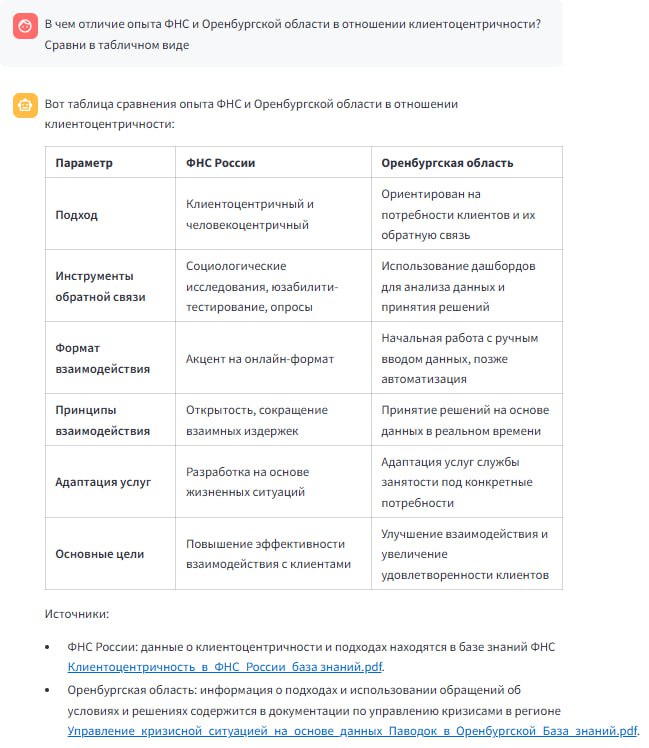 В чем отличие опыта ФНС и Оренбургской области в отношении клиентоцентричности?
Сравни в табличном виде
Вот таблица сравнения опыта ФНС и Оренбургской области в отношении
клиентоцентричности:
Параметр
ФНС России
Оренбургская область
Подход
Клиентоцентричный и
человекоцентричный
Ориентирован на
потребности клиентов и их
обратную связь
Инструменты
обратной связи
Социологические
исследования, юзабилити-
тестирование, опросы
Использование дашбордов
для анализа данных и
принятия решений
Формат
взаимодействия
Акцент на онлайн-формат
Начальная работа с ручным
вводом данных, позже
автоматизация
Принципы
взаимодействия
Открытость, сокращение
взаимных издержек
Принятие решений на основе
данных в реальном времени
Адаптация услуг
Разработка на основе
жизненных ситуаций
Адаптация услуг службы
занятости под конкретные
потребности
Основные цели
Повышение эффективности
взаимодействия с клиентами
Улучшение взаимодействия и
увеличение
удовлетворенности клиентов
Источники:
• ФНС России: данные о клиентоцентричности и подходах находятся в базе знаний ФНС
Клиентоцентричность_в_ФНС_России_база знаний.pdf.
• Оренбургская область: информация о подходах и использовании обращений об
условиях и решениях содержится в документации по управлению кризисами в регионе
Управление_кризисной_ситуацией_на_основе_данных_Паводок_в_Оренбургской_База_знаний.pdf.